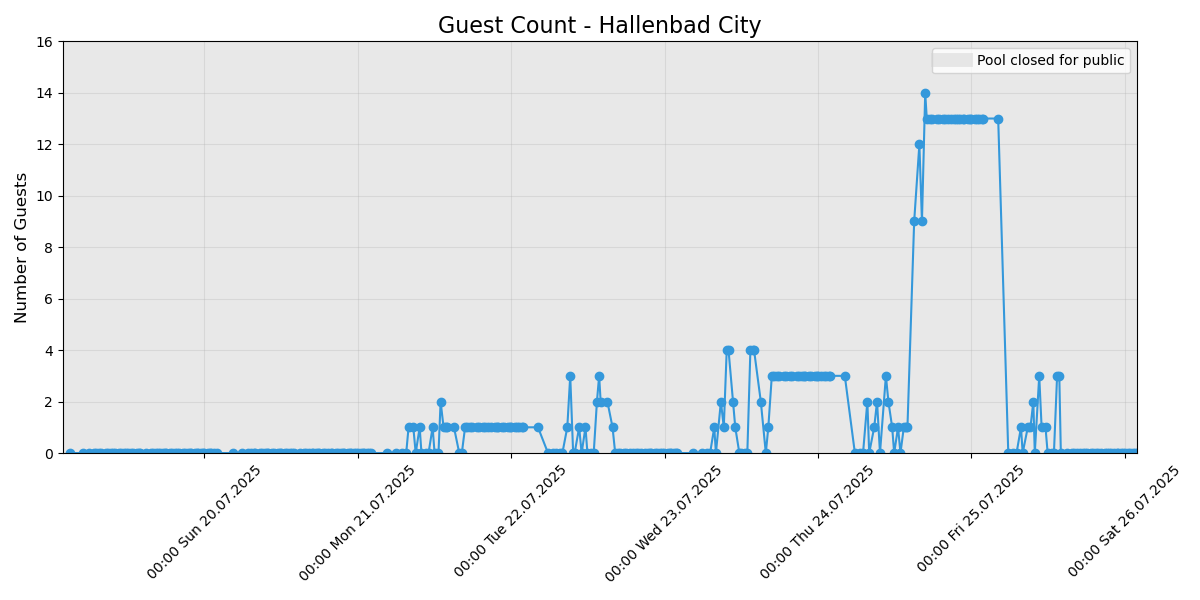 Guest Count - Hallenbad City
Pool closed for public
Number of Guests
16
14
12
10
8
6
4
2
0
00:00 Sun 20.07.2025
00:00 Mon 21.07.2025
00:00 Tue 22.07.2025
00:00 Wed 23.07.2025
00:00 Thu 24.07.2025
00:00 Fri 25.07.2025
00:00 Sat 26.07.2025